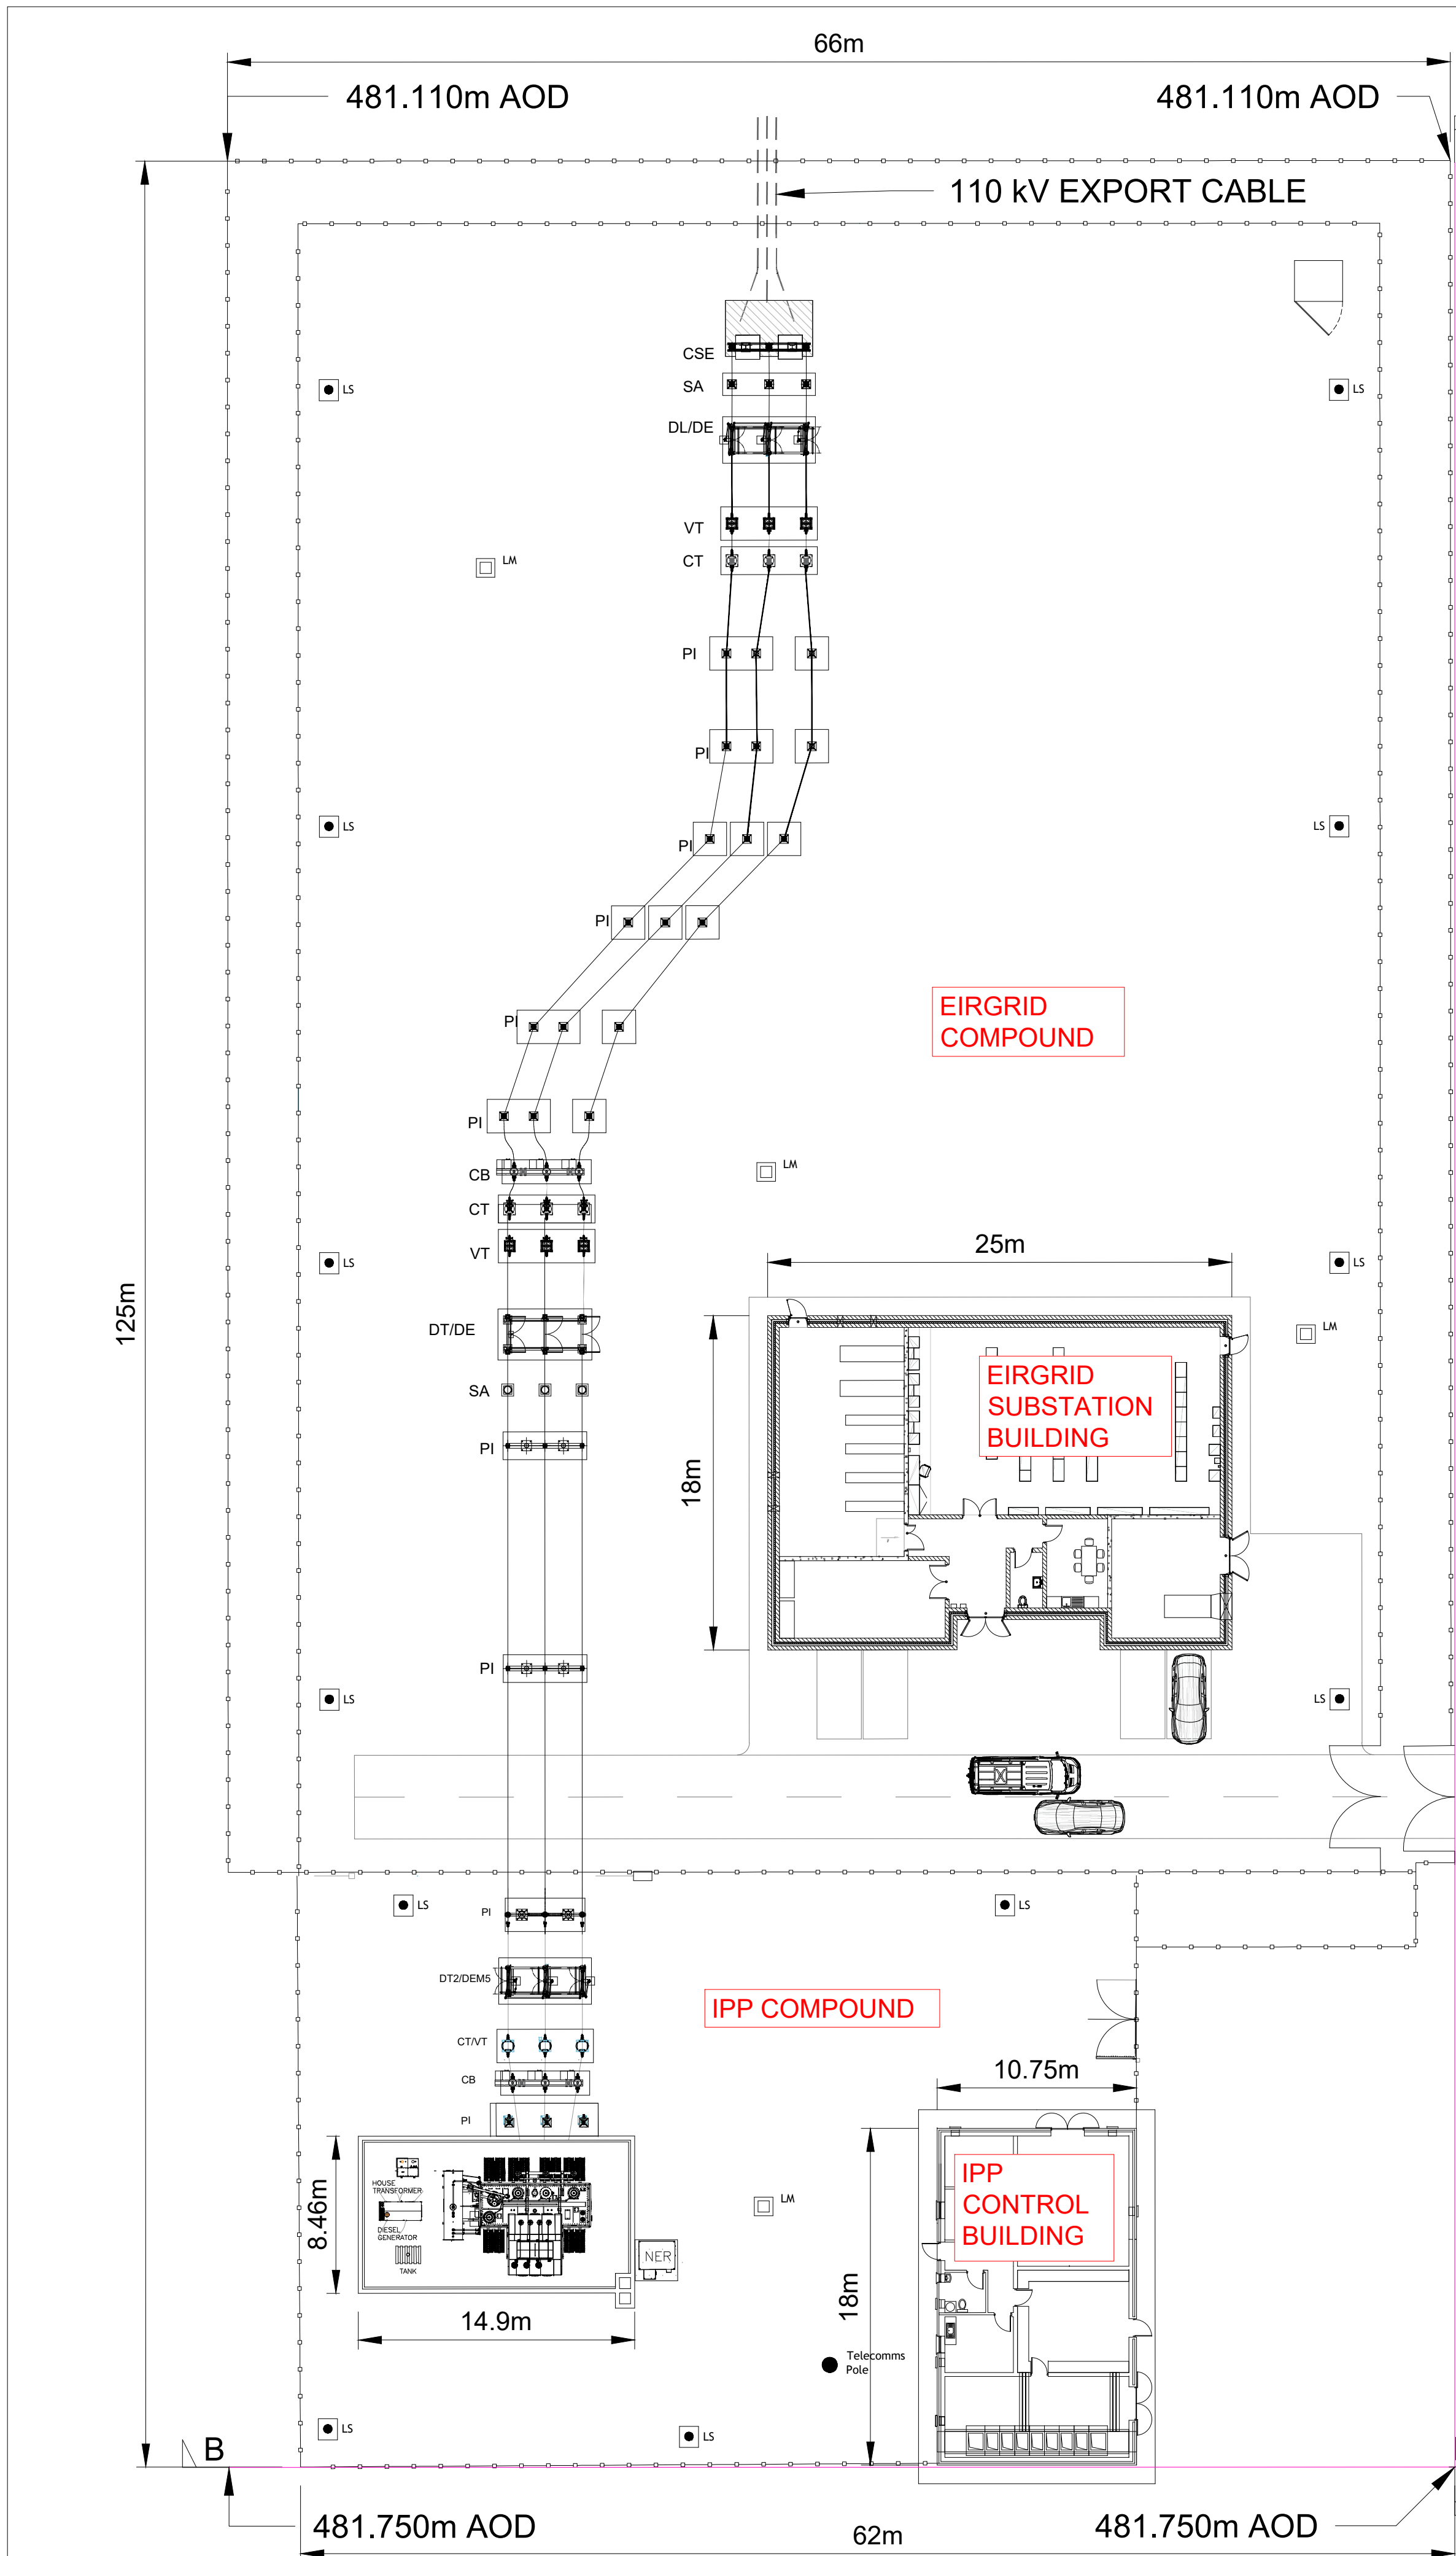 66m
481.110m AOD
481.110m AOD
110 kV EXPORT CABLE
CSE
SA
LS
LS
DL/DE
VT
CT
LM
PI
PI
LS
LS
PI
PI
EIRGRID
COMPOUND
PI
PI
LM
CB
CT
VT
25m
LS
LS
125m
DT/DE
LM
SA
EIRGRID
SUBSTATION
BUILDING
PI
18m
PI
LS
LS
LS
LS
PI
DT2/DEM5
IPP COMPOUND
CT/VT
CB
10.75m
PI
HOUSE
TRANSFORMER
DIESEL
GENERATOR
TANK
8.46m
NER
LM
IPP
CONTROL
BUILDING
14.9m
18m
Telecomms
Pole
LS
LS
B
481.750m AOD
481.750m AOD
62m